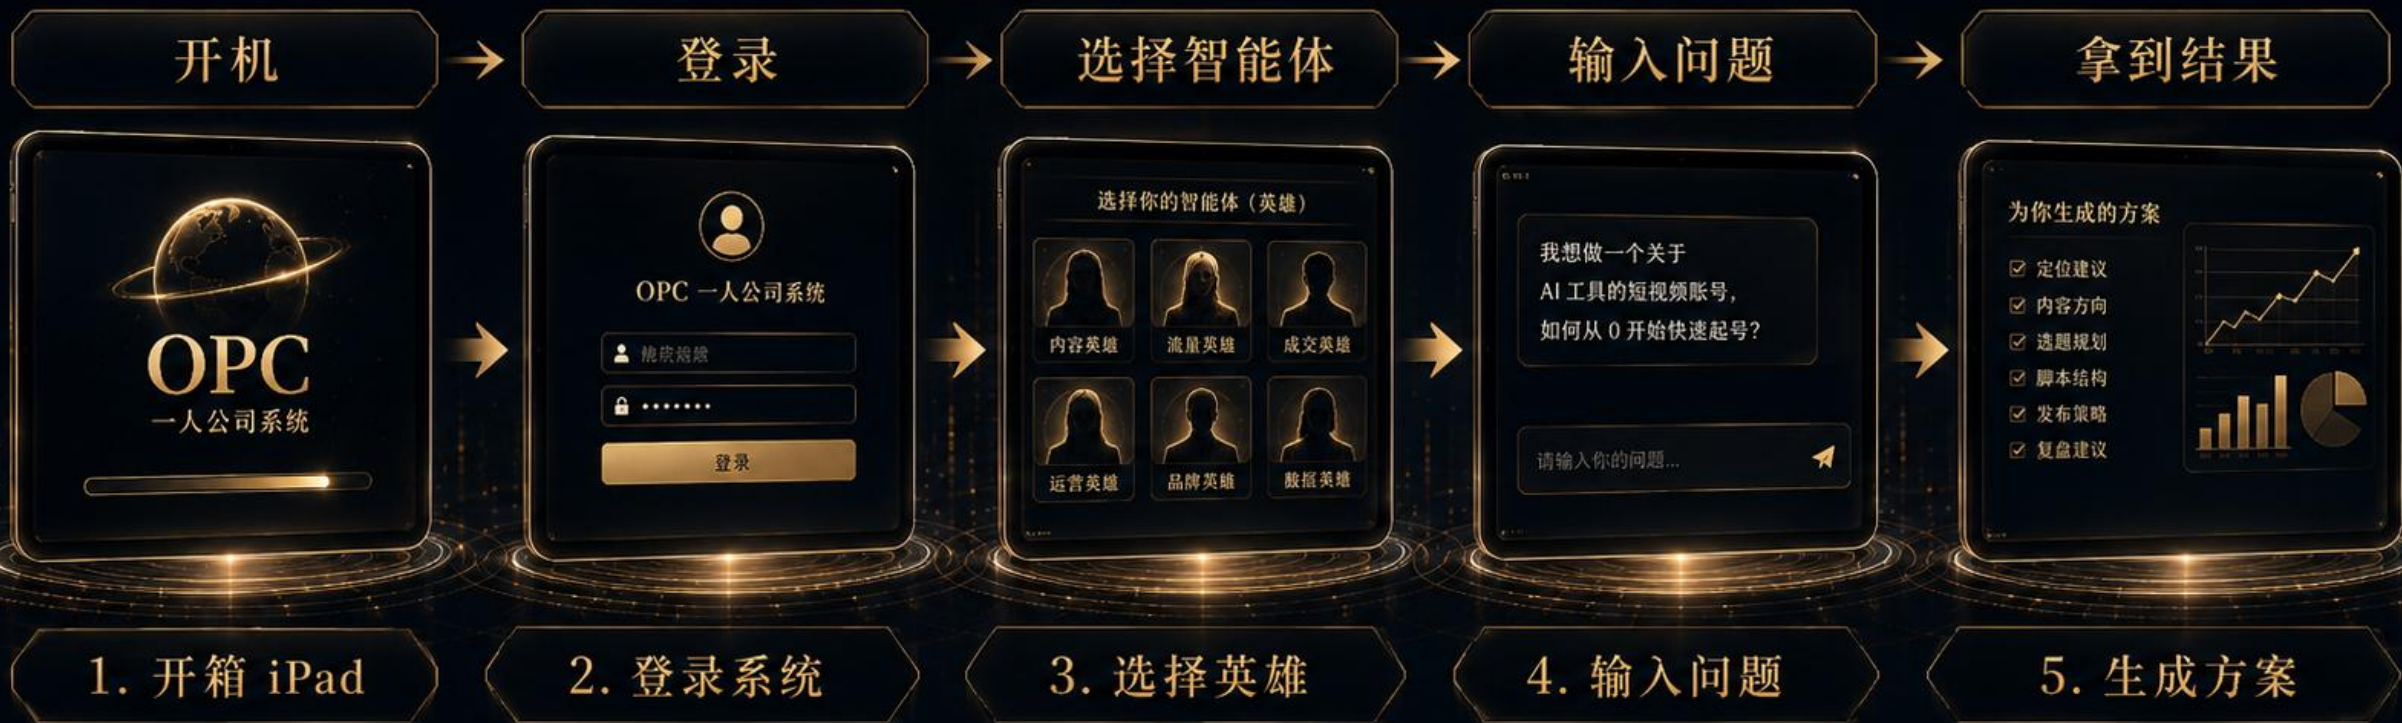 开机
登录
选择智能体
输入问题
拿到结果
OPC
一人公司系统
OPC 一人公司系统
登录
选择你的智能体（英雄）
内容英雄
流量英雄
成交英雄
运营英雄
品牌英雄
数据英雄
我想做一个关于
AI 工具的短视频账号，
如何从 0 开始快速起号？
请输入你的问题...
为你生成的方案
定位建议
内容方向
选题规划
脚本结构
发布策略
复盘建议
1. 开箱 iPad
2. 登录系统
3. 选择英雄
4. 输入问题
5. 生成方案